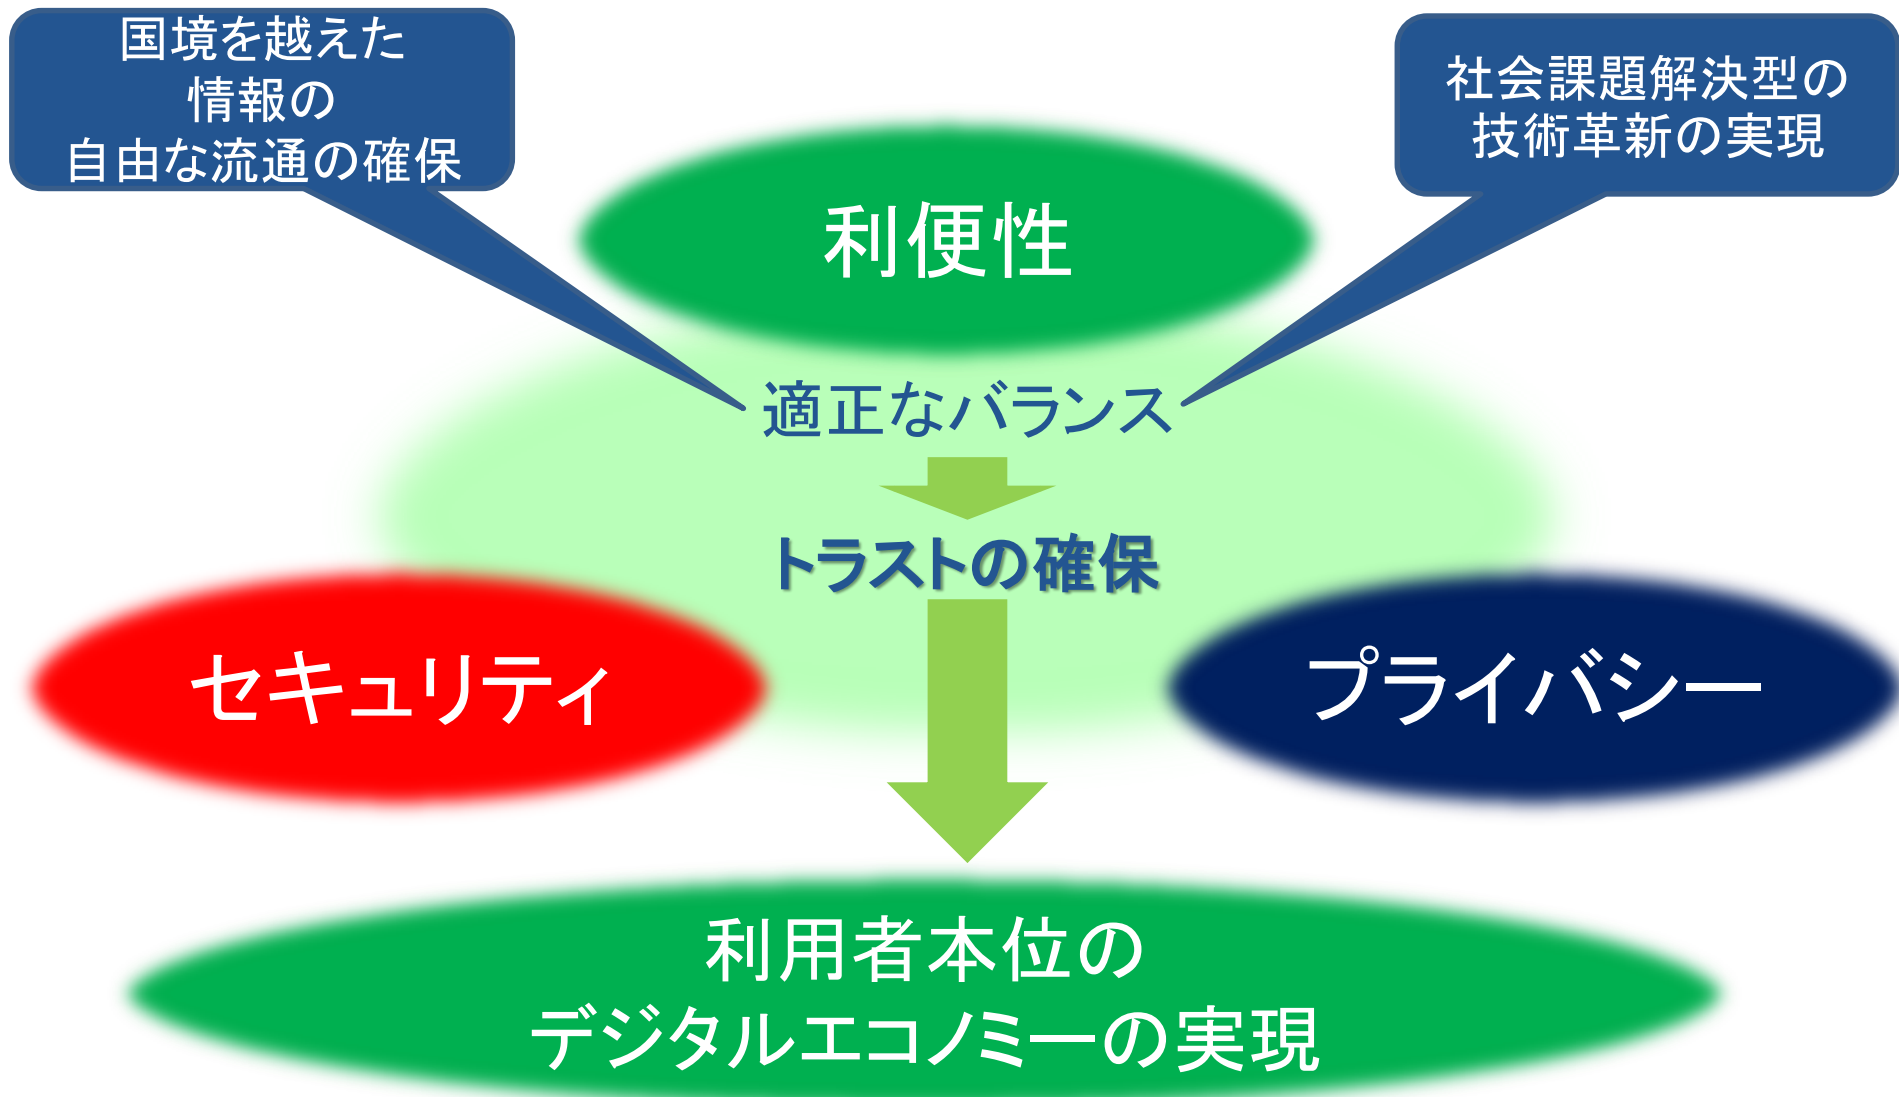 国境を越えた
情報の
自由な流通の確保
社会課題解決型の
技術革新の実現
利便性
適正なバランス
トラストの確保
セキュリティ
プライバシー
利用者本位の
デジタルエコノミーの実現